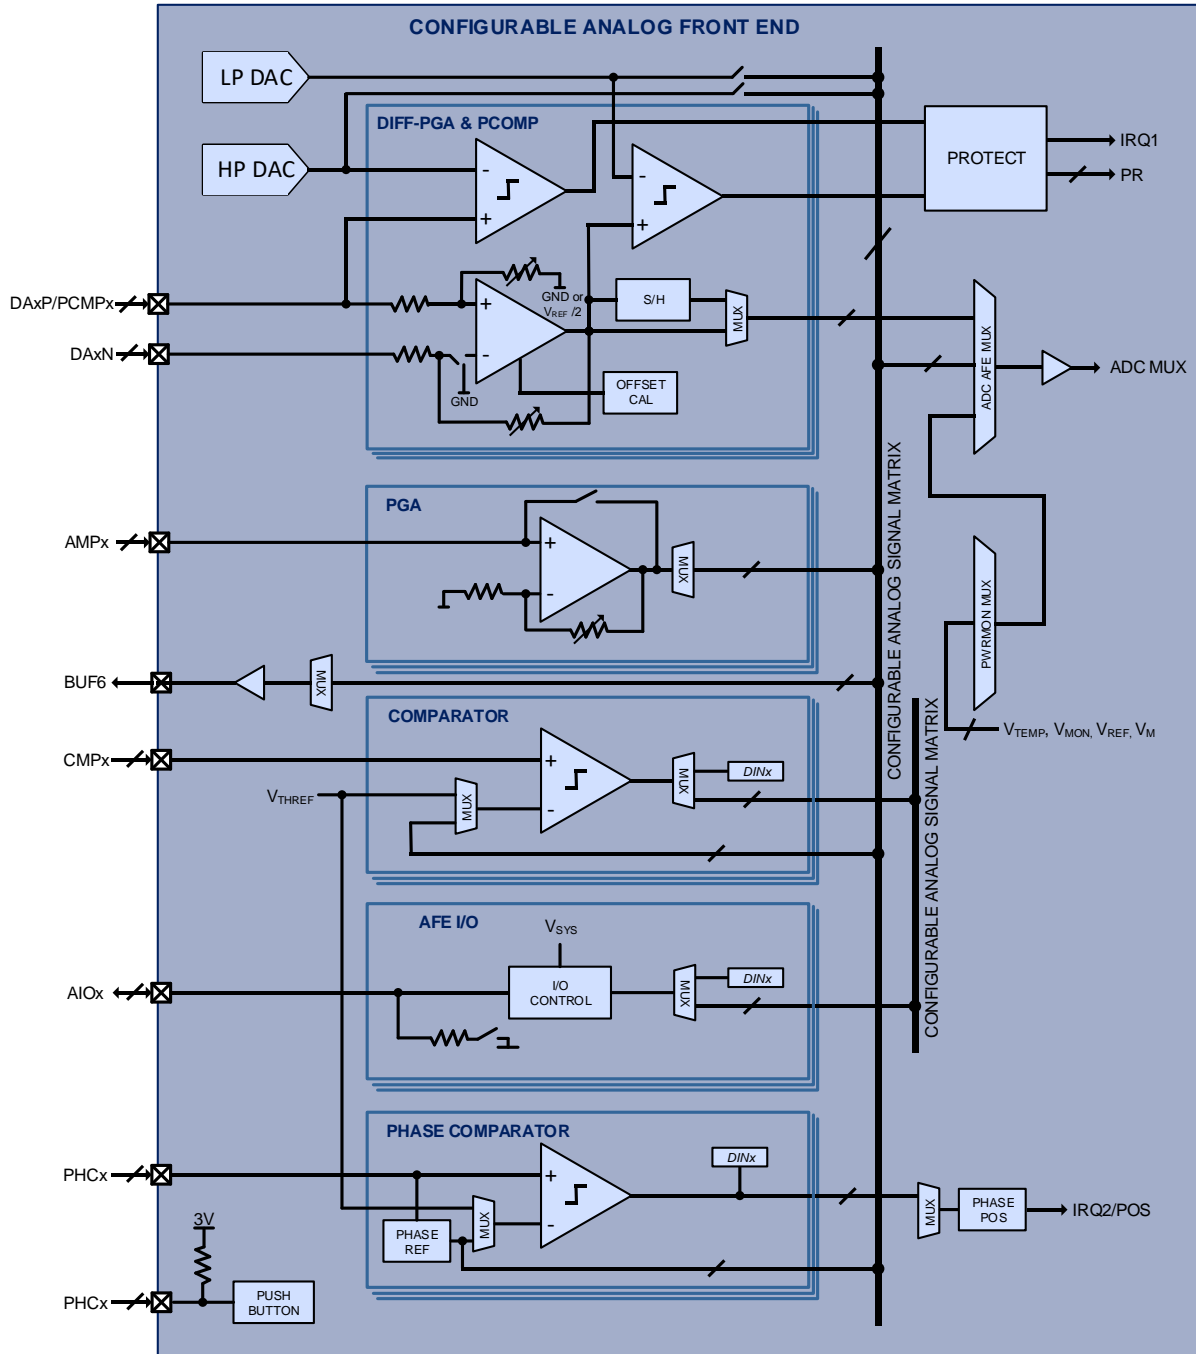 CONFIGURABLE ANALOG FRONT END
LP DAC
HP DAC
DIFF-PGA & PCOMP
-
+
-
+
PROTECT
IRQ1
PR
DAxP/PCMPx
DAxN
+
-
GND or
VREF /2
GND
S/H
MUX
OFFSET
CAL
ADC AFE MUX
ADC MUX
CONFIGURABLE ANALOG SIGNAL MATRIX
PGA
AMPx
+
-
MUX
PWRMON MUX
VTEMP, VMON, VREF, VM
BUF6
MUX
COMPARATOR
CMPx
VTHREF
MUX
+
-
MUX
DINx
CONFIGURABLE ANALOG SIGNAL MATRIX
AFE I/O
VSYS
AIOx
I/O
CONTROL
MUX
DINx
PHASE COMPARATOR
PHCx
PHASE
REF
MUX
+
-
DINx
MUX
PHASE
POS
IRQ2/POS
3V
PHCx
PUSH
BUTTON